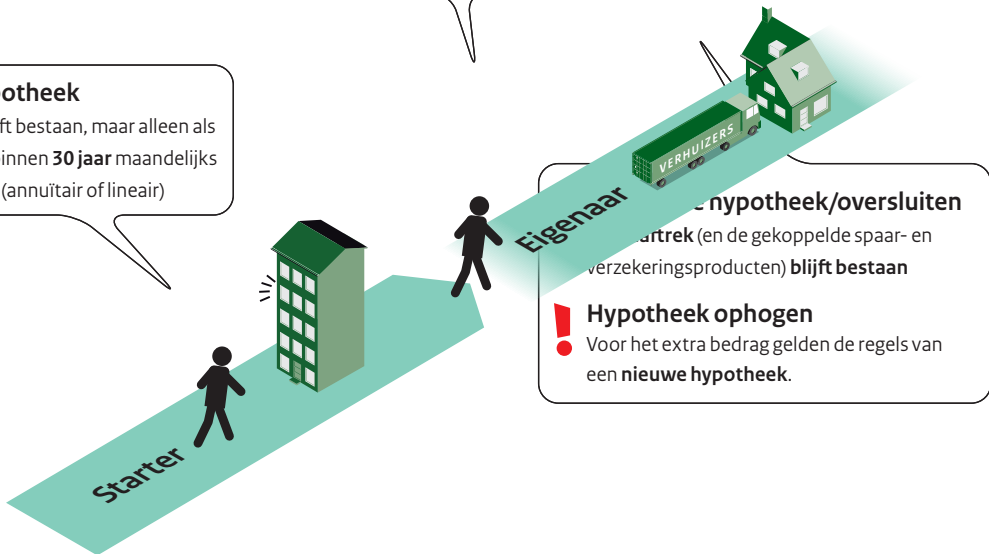 potheek
ft bestaan, maar alleen als
binnen 30 jaar maandelijks
(annuïtair of lineair)
VERHUIZERS
Eigenaar
hypotheek/oversluiten
aftrek (en de gekoppelde spaar- en
verzekeringsproducten) blijft bestaan
Hypotheek ophogen
Voor het extra bedrag gelden de regels van
een nieuwe hypotheek.
Starter